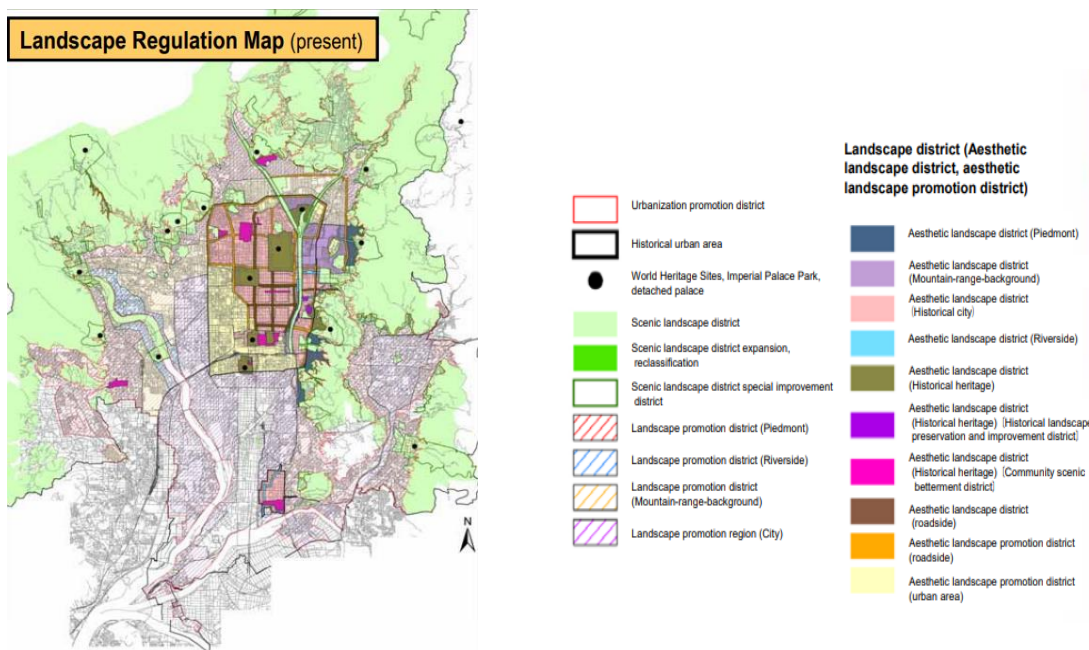 Landscape Regulation Map (present)
N
Urbanization promotion district
Historical urban area
World Heritage Sites, Imperial Palace Park,
detached palace
Scenic landscape district
Scenic landscape district expansion,
reclassification
Scenic landscape district special improvement
district
Landscape promotion district (Piedmont)
Landscape promotion district (Riverside)
Landscape promotion district
(Mountain-range-background)
Landscape promotion region (City)
Landscape district (Aesthetic
landscape district, aesthetic
landscape promotion district)
Aesthetic landscape district (Piedmont)
Aesthetic landscape district
(Mountain-range-background)
Aesthetic landscape district
[Historical city]
Aesthetic landscape district (Riverside)
Aesthetic landscape district
(Historical heritage)
Aesthetic landscape district
(Historical heritage) [Historical landscape
preservation and improvement district]
Aesthetic landscape district
(Historical heritage) [Community scenic
betterment district]
Aesthetic landscape district
(roadside)
Aesthetic landscape promotion district
(roadside)
Aesthetic landscape promotion district
(urban area)